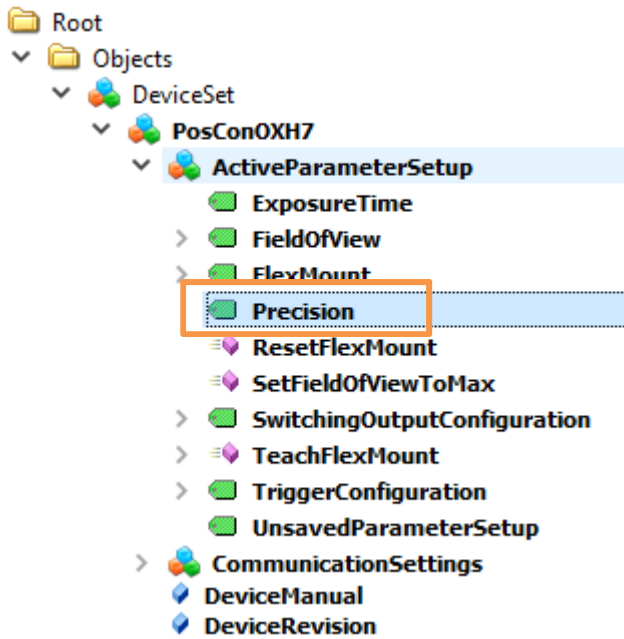 Root
Objects
DeviceSet
PosConOXH7
ActiveParameterSetup
ExposureTime
FieldOfView
FlexMount
Precision
ResetFlexMount
SetFieldOfViewToMax
SwitchingOutputConfiguration
TeachFlexMount
TriggerConfiguration
UnsavedParameterSetup
CommunicationSettings
DeviceManual
DeviceRevision